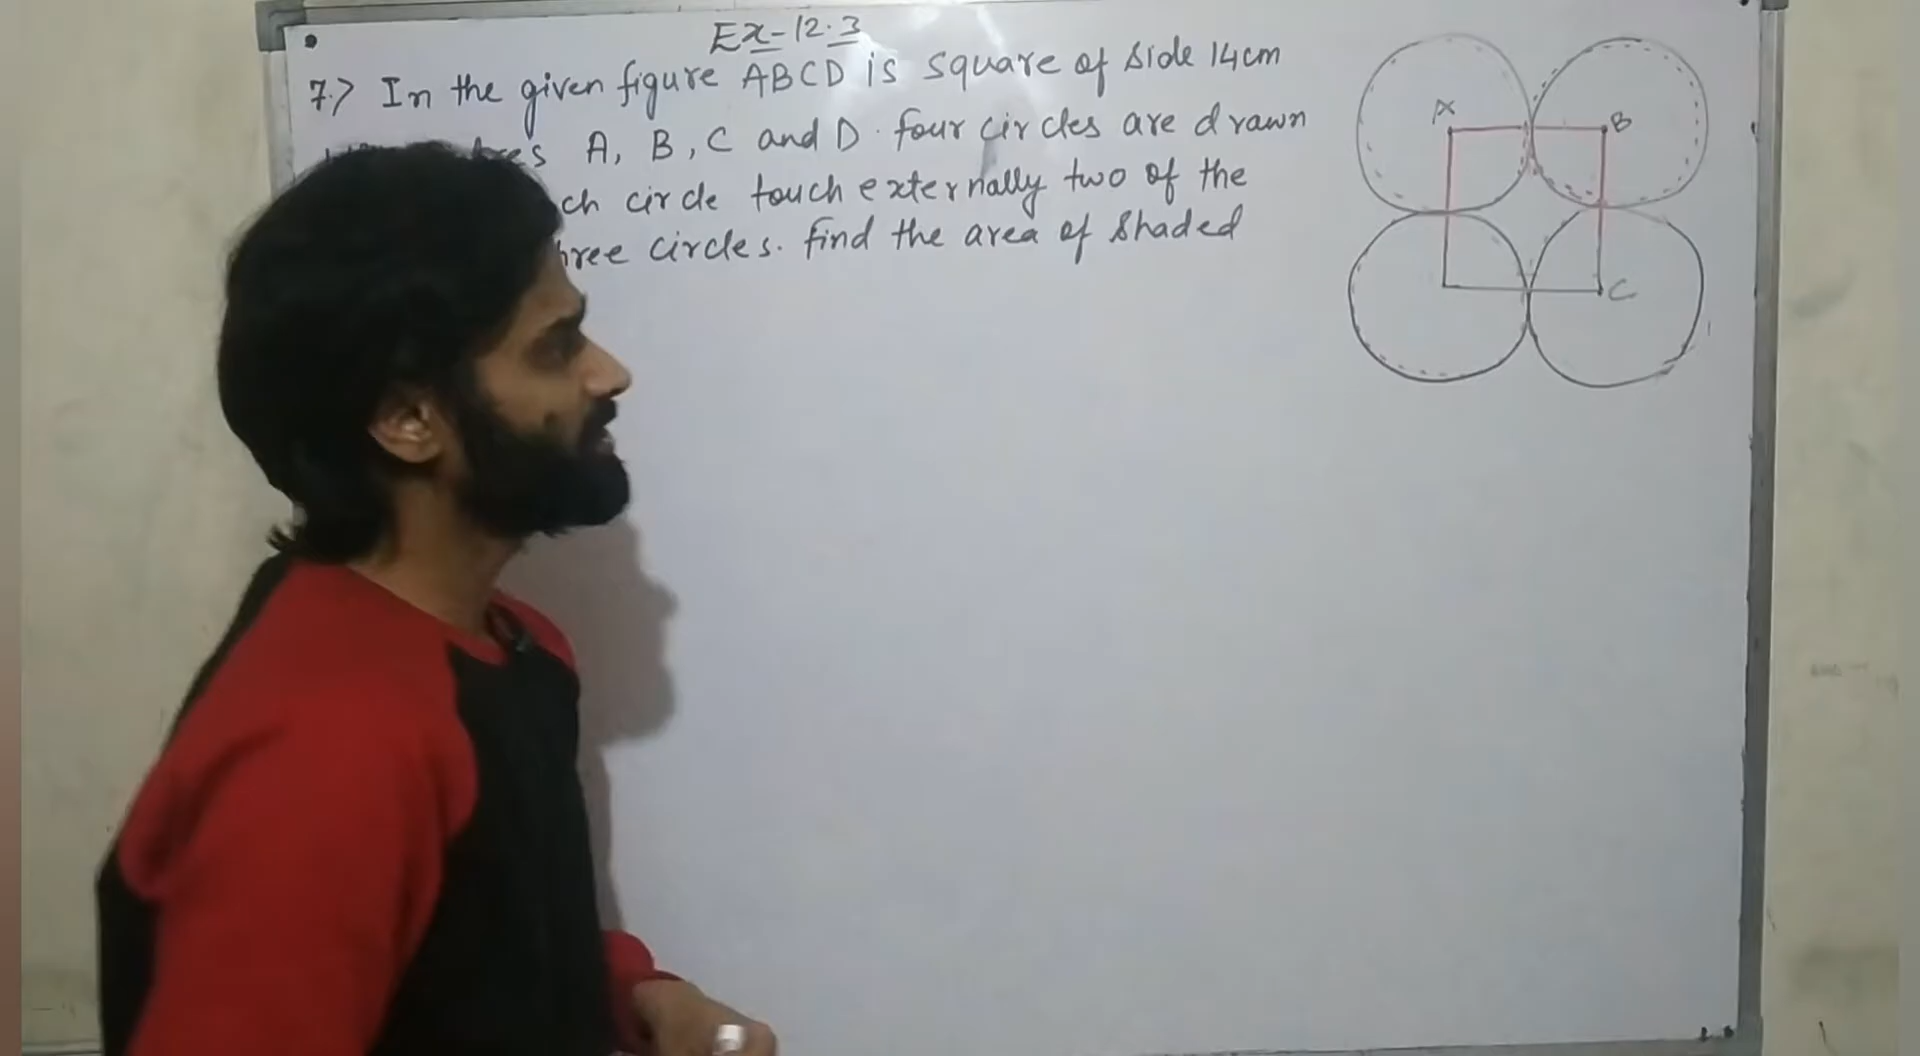 Ex-12.3
7.> In the given figure ABCD is square of side 14cm
A, B, C and D. four circles are drawn
ch circle touch externally two of the
hree circles. find the area of shaded
A
B
C